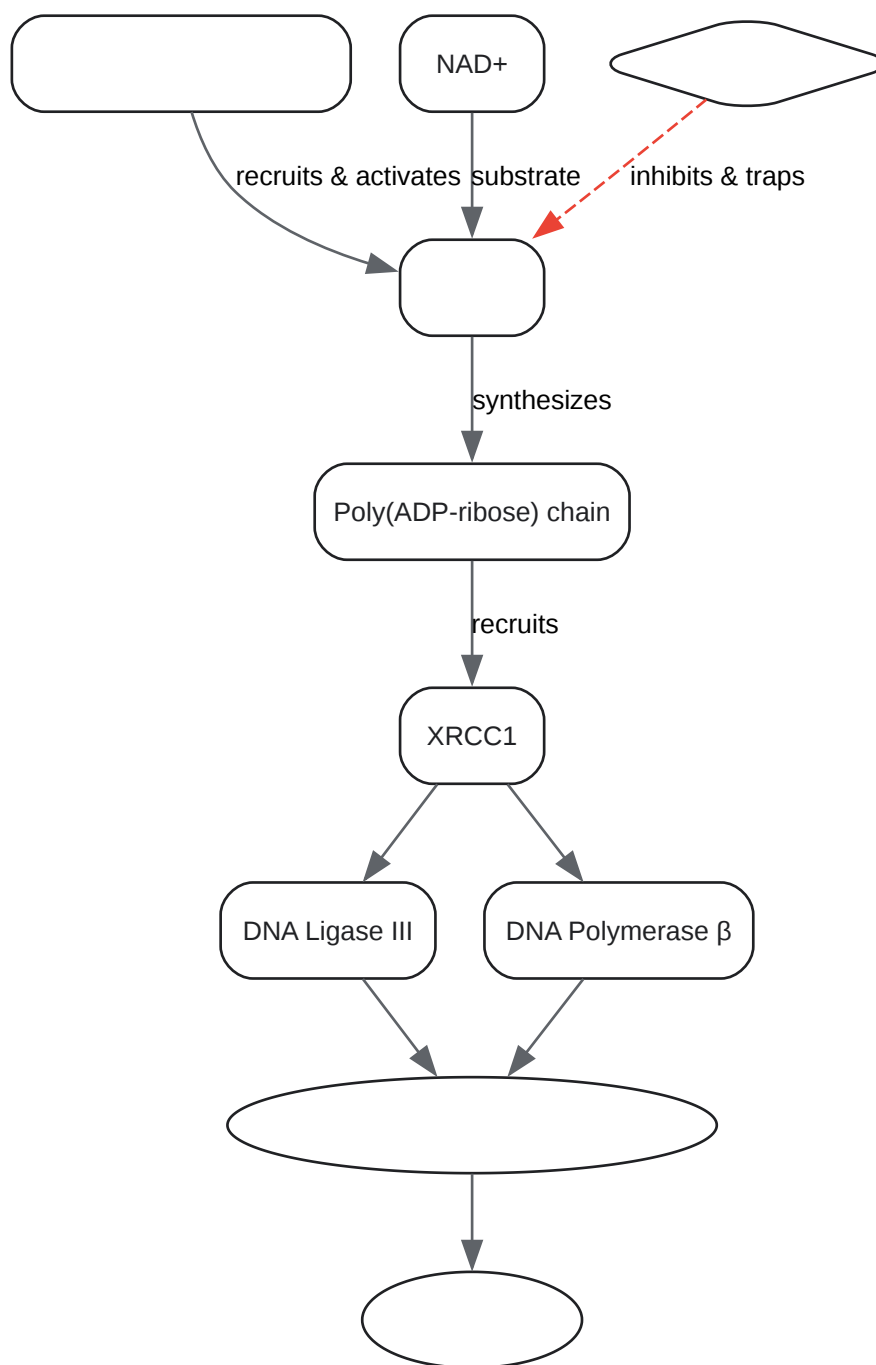 NAD+
recruits & activates
substrate
inhibits & traps
synthesizes
Poly(ADP-ribose) chain
recruits
XRCC1
DNA Ligase III
DNA Polymerase β